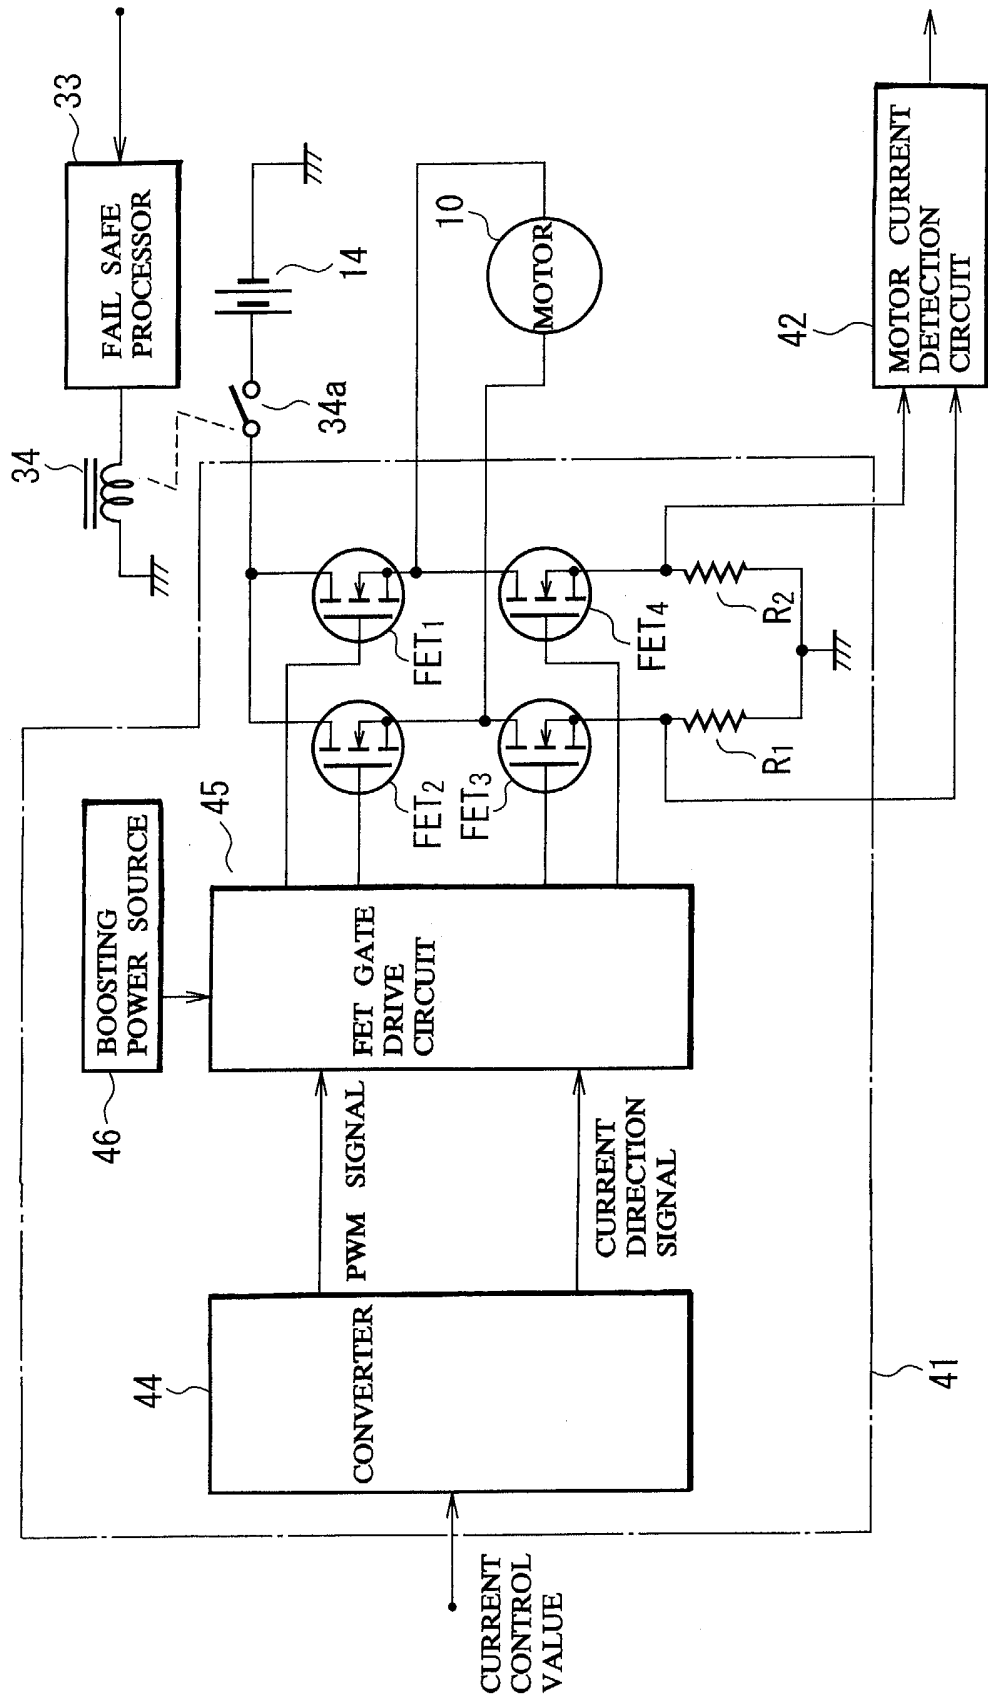 33
FAIL SAFE
PROCESSOR
34
14
34a
10
MOTOR
42
MOTOR CURRENT
DETECTION
CIRCUIT
FET1
FET4
R2
FET2
FET3
R1
45
BOOSTING
POWER SOURCE
46
FET GATE
DRIVE
CIRCUIT
PWM SIGNAL
CURRENT
DIRECTION
SIGNAL
44
CONVERTER
41
CURRENT
CONTROL
VALUE